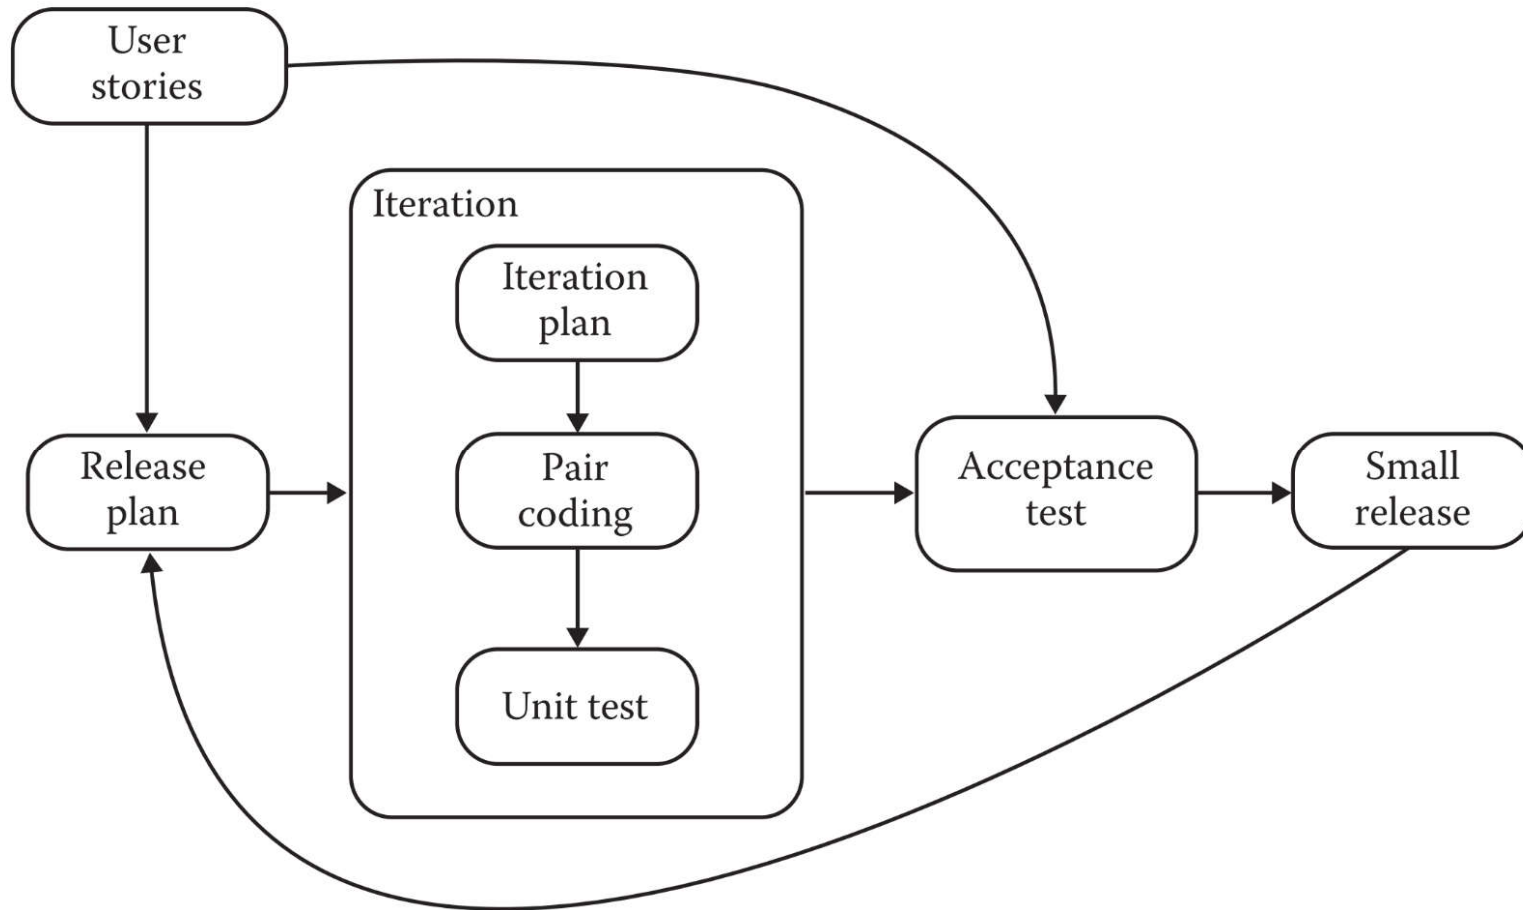 User
stories
Iteration
Iteration
plan
Pair
coding
Unit test
Release
plan
Acceptance
test
Small
release